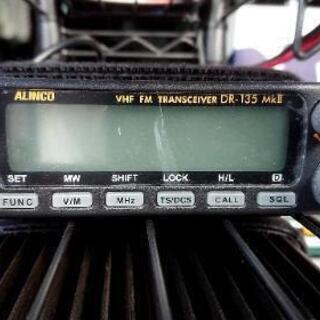 ALINCO VHF FM TRANSCEIVER DR-135 MKII
SET MW SHIFT LOCK H/L D
FUNC V/M MHz TS/DCS CALL SQL